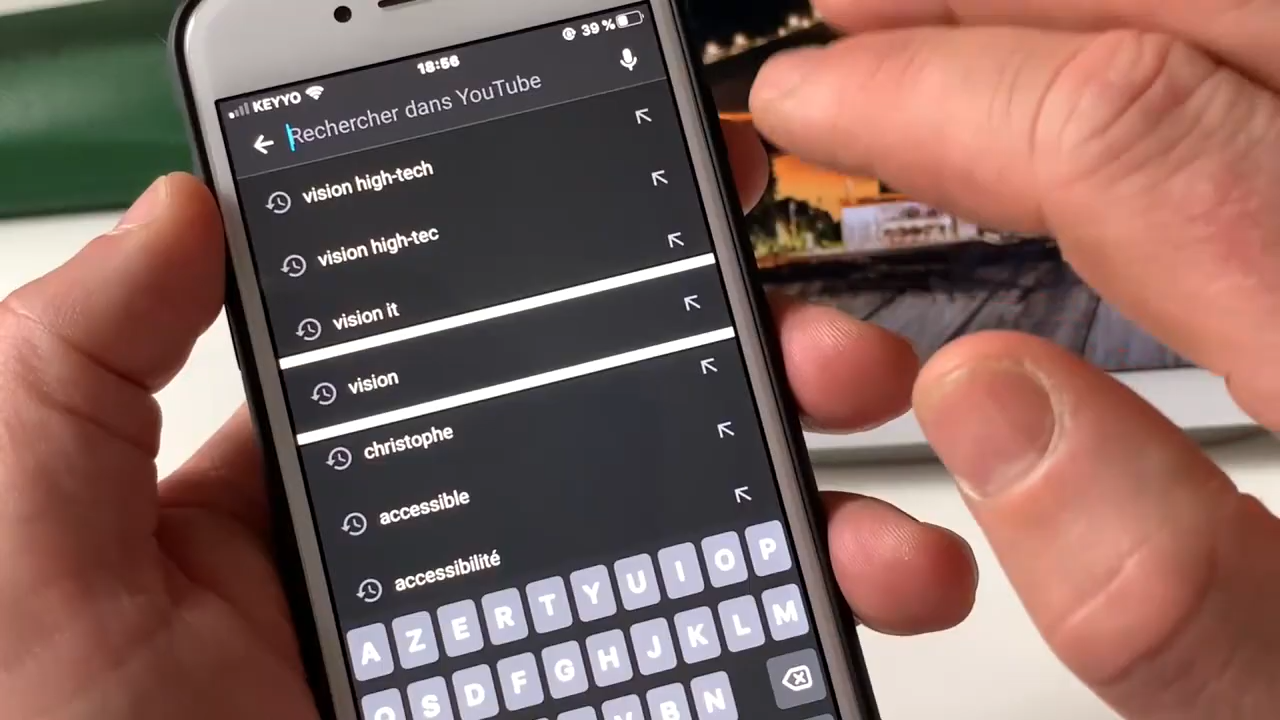 KEYYO 18:56 39 %
Rechercher dans YouTube
vision high-tech
vision high-tec
vision it
vision
christophe
accessible
accessibilité
A Z E R T Y U I O P
Q S D F G H J K L M
V B N